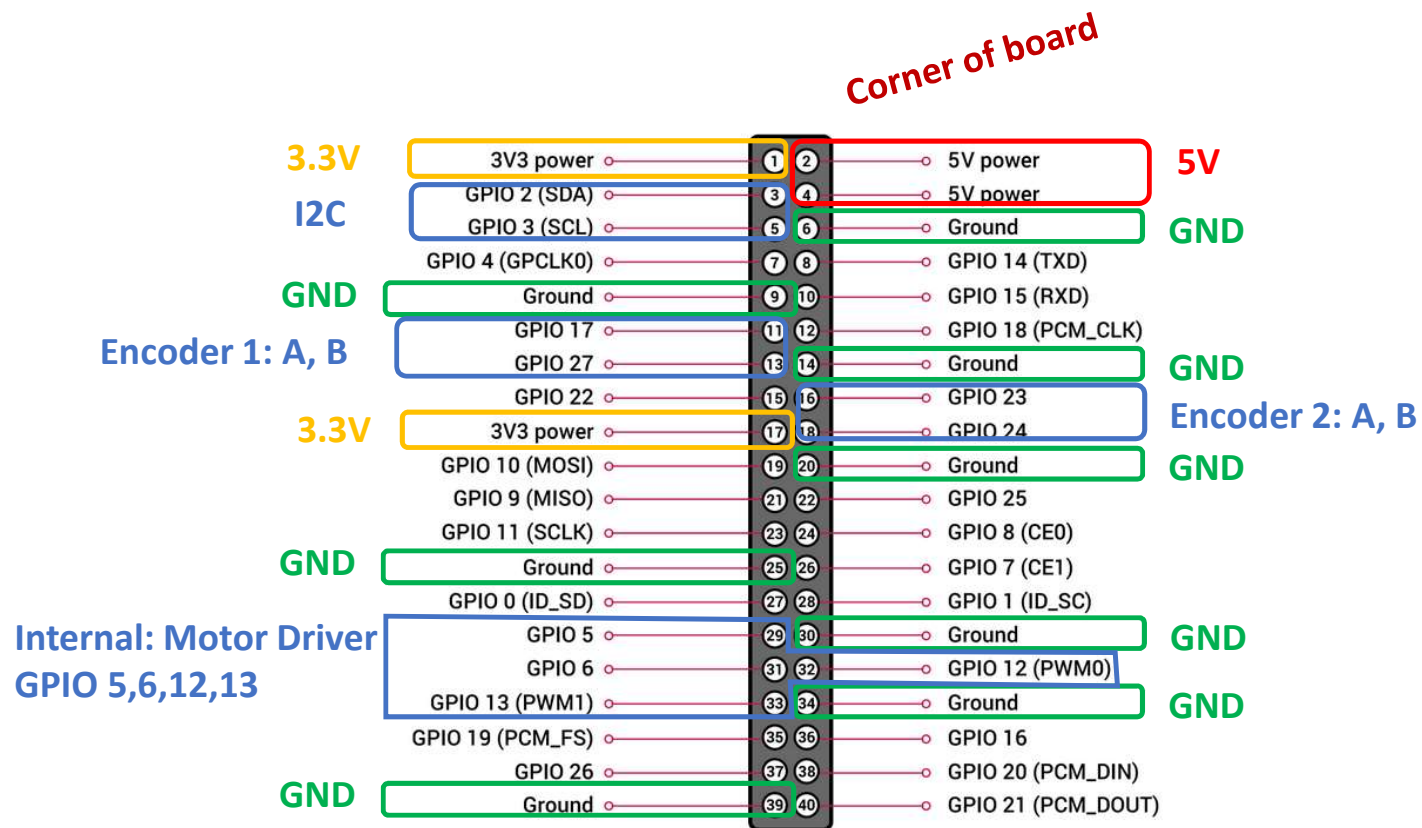 Corner of board
3.3V 3V3 power 1 2 5V power 5V
I2C GPIO 2 (SDA) 3 4 5V power
GPIO 3 (SCL) 5 6 Ground GND
GPIO 4 (GPCLK0) 7 8 GPIO 14 (TXD)
GND Ground 9 10 GPIO 15 (RXD)
Encoder 1: A, B GPIO 17 11 12 GPIO 18 (PCM_CLK)
GPIO 27 13 14 Ground GND
GPIO 22 15 16 GPIO 23 Encoder 2: A, B
3.3V 3V3 power 17 18 GPIO 24
GPIO 10 (MOSI) 19 20 Ground GND
GPIO 9 (MISO) 21 22 GPIO 25
GPIO 11 (SCLK) 23 24 GPIO 8 (CE0)
GND Ground 25 26 GPIO 7 (CE1)
GPIO 0 (ID_SD) 27 28 GPIO 1 (ID_SC)
Internal: Motor Driver GPIO 5 29 30 Ground GND
GPIO 5,6,12,13 GPIO 6 31 32 GPIO 12 (PWM0)
GPIO 13 (PWM1) 33 34 Ground GND
GPIO 19 (PCM_FS) 35 36 GPIO 16
GPIO 26 37 38 GPIO 20 (PCM_DIN)
GND Ground 39 40 GPIO 21 (PCM_DOUT)